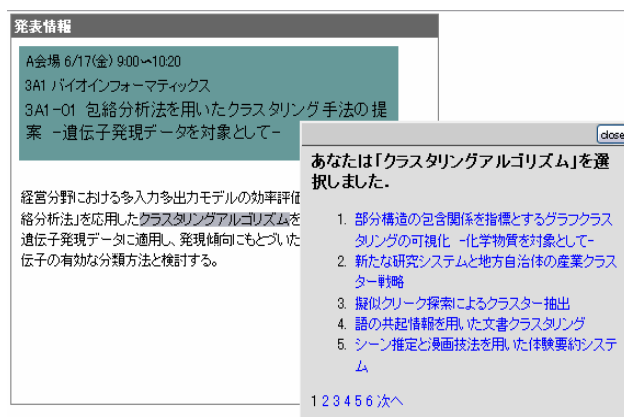 発表情報
A会場 6/17(金) 9:00〜10:20
3A1 バイオインフォーマティックス
3A1-01 包絡分析法を用いたクラスタリング手法の提
案 -遺伝子発現データを対象として-
経営分野における多入力多出力モデルの効率評価
絡分析法」を応用したクラスタリングアルゴリズムを
遺伝子発現データに適用し、発現傾向にもとづいた
伝子の有効な分類方法と検討する。
close
あなたは「クラスタリングアルゴリズム」を選
択しました.
1. 部分構造の包含関係を指標とするグラフクラス
タリングの可視化 -化学物質を対象として-
2. 新たな研究システムと地方自治体の産業クラス
ター戦略
3. 擬似クリーク探索によるクラスター抽出
4. 語の共起情報を用いた文書クラスタリング
5. シーン推定と漫画技法を用いた体験要約システ
ム
1 2 3 4 5 6 次へ